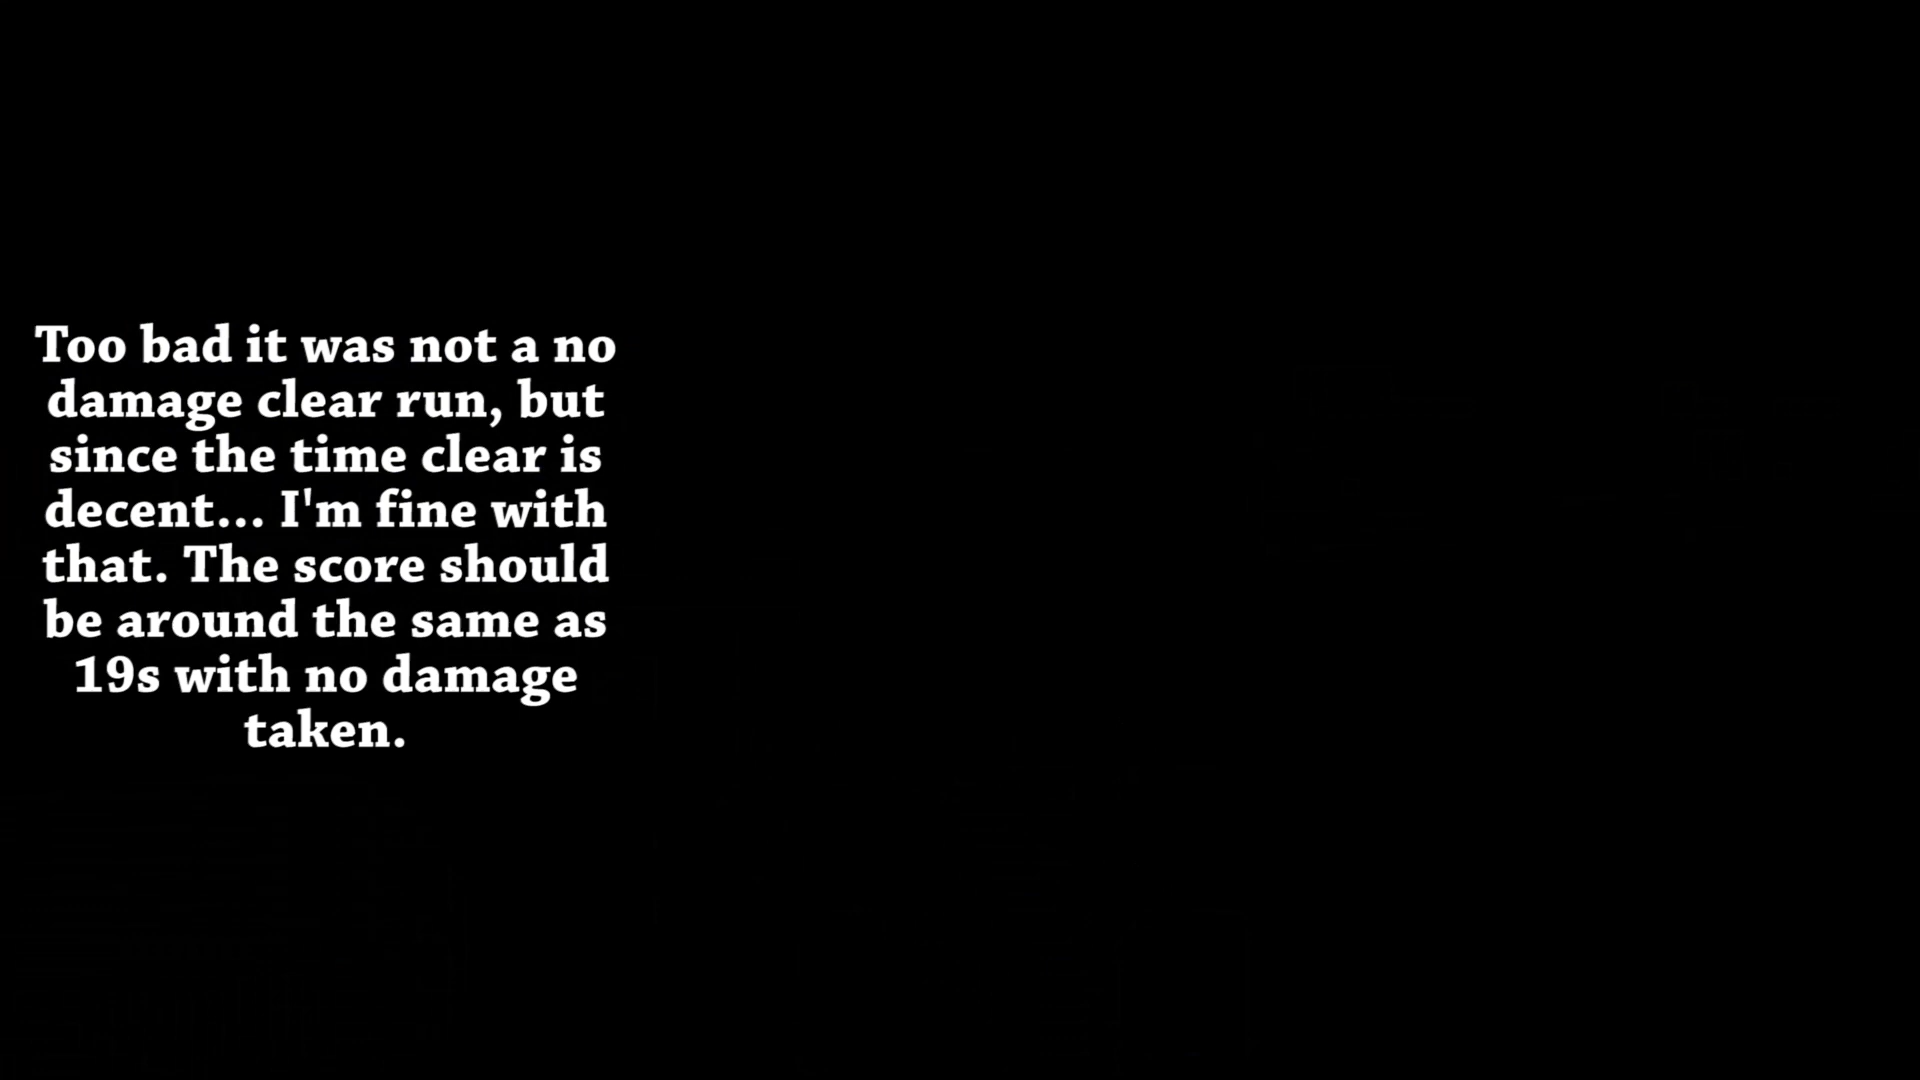 Too bad it was not a no
damage clear run, but
since the time clear is
decent... I'm fine with
that. The score should
be around the same as
19s with no damage
taken.